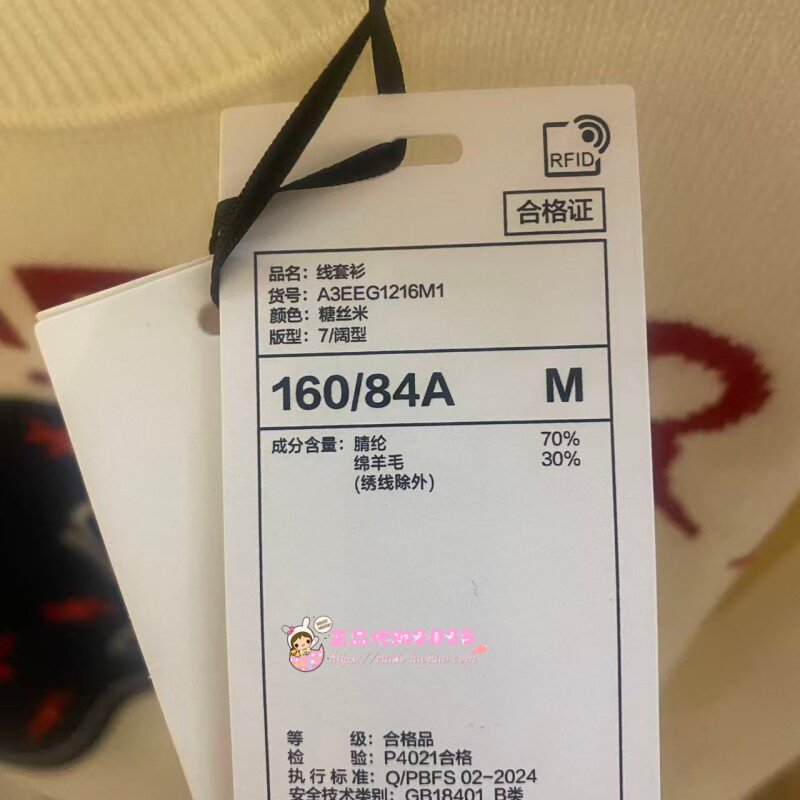 RFID
合格证
品名：线套衫
货号：A3EEG1216M1
颜色：糖丝米
版型：7/阔型
160/84A M
成分含量：腈纶 70%
绵羊毛 30%
(绣线除外)
等 级：合格品
检 验：P4021合格
执行标准：Q/PBFS 02-2024
安全技术类别：GB18401 B类